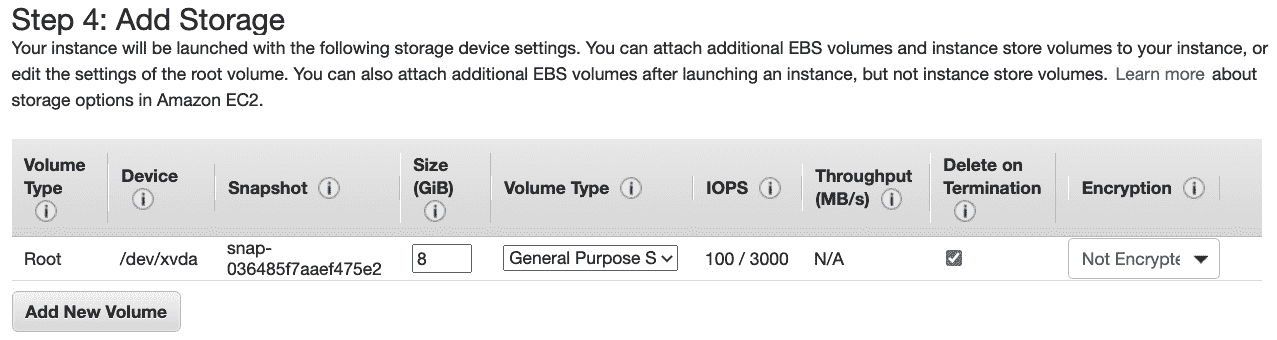 Step 4: Add Storage
Your instance will be launched with the following storage device settings. You can attach additional EBS volumes and instance store volumes to your instance, or
edit the settings of the root volume. You can also attach additional EBS volumes after launching an instance, but not instance store volumes. Learn more about
storage options in Amazon EC2.
Volume Type Device Snapshot Size (GiB) Volume Type IOPS Throughput (MB/s) Delete on Termination Encryption
Root /dev/xvda snap-036485f7aaef475e2 8 General Purpose S 100 / 3000 N/A Not Encrypte
Add New Volume